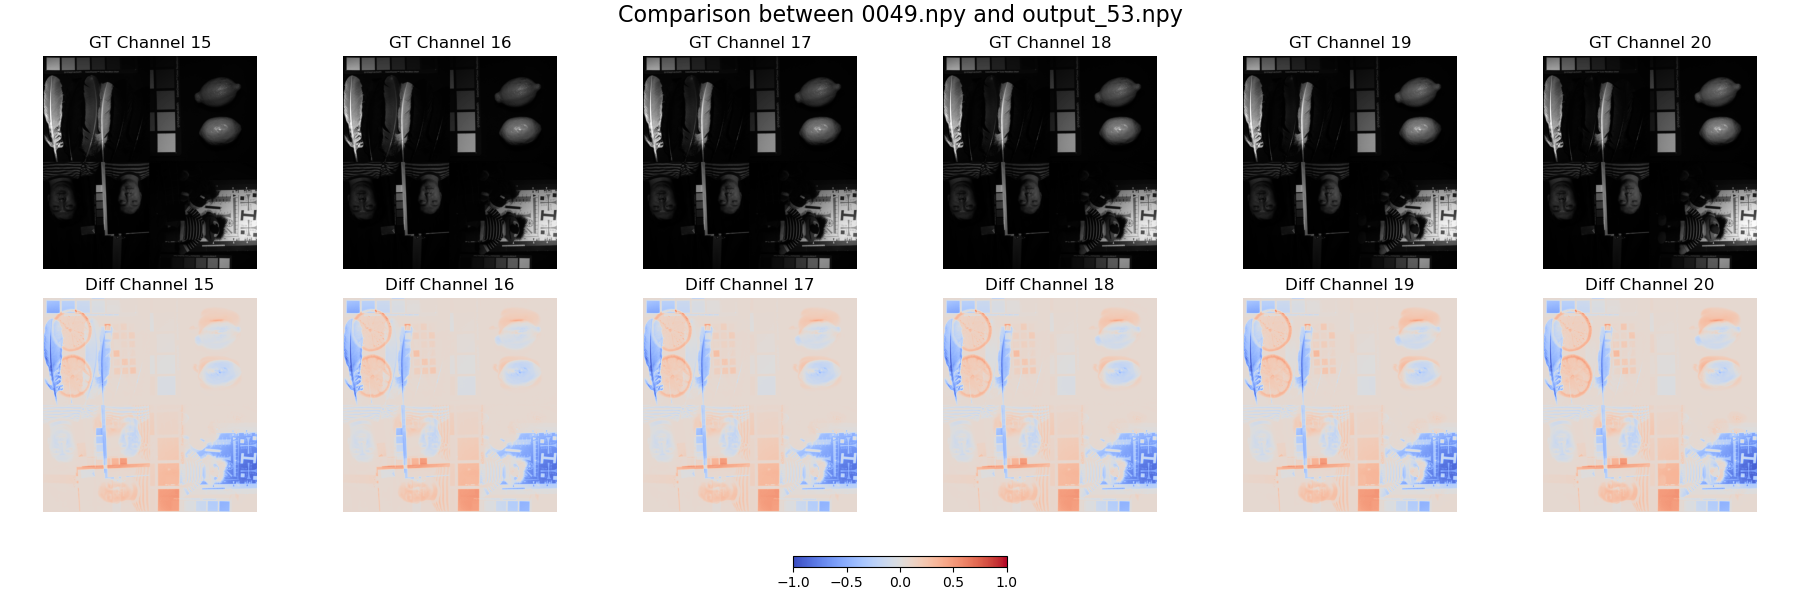 Comparison between 0049.npy and output_53.npy
GT Channel 15 GT Channel 16 GT Channel 17 GT Channel 18 GT Channel 19 GT Channel 20
Diff Channel 15 Diff Channel 16 Diff Channel 17 Diff Channel 18 Diff Channel 19 Diff Channel 20
−1.0 −0.5 0.0 0.5 1.0